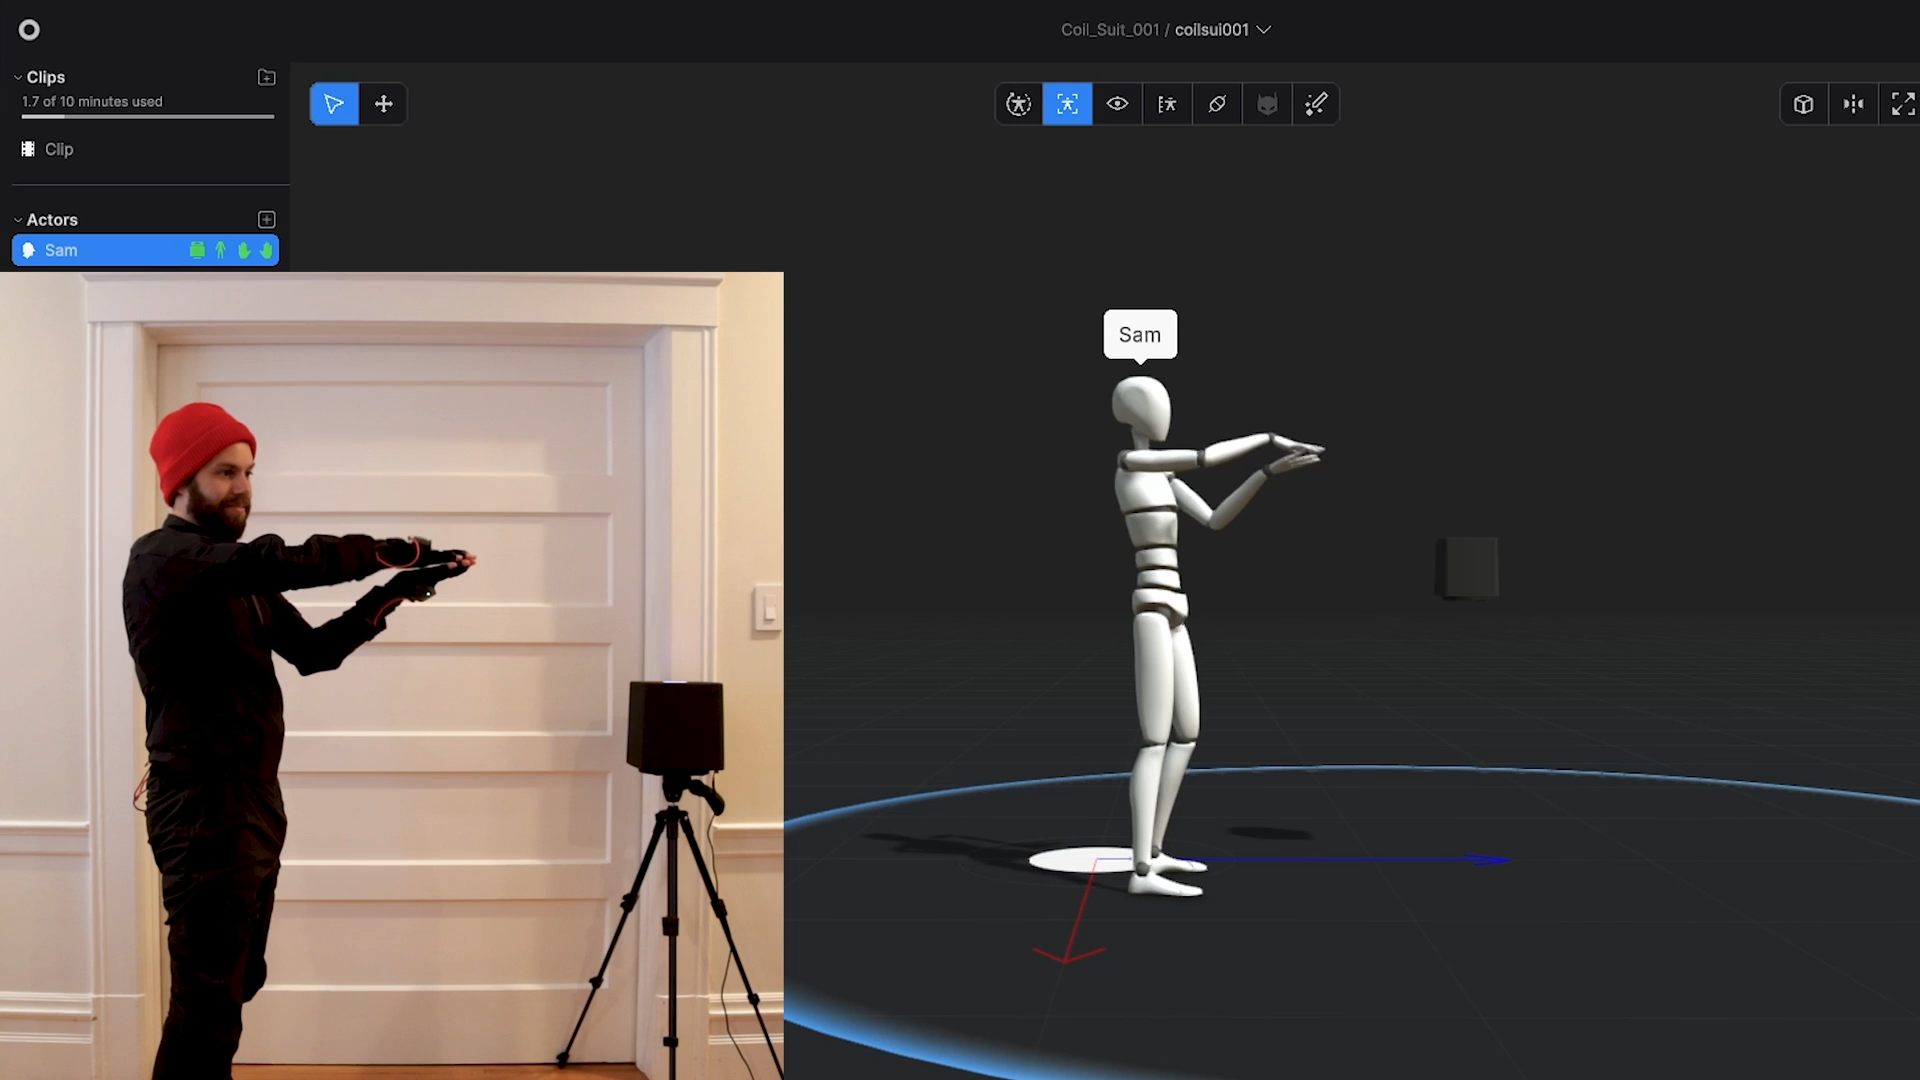 Coil_Suit_001 / coilsui001
Clips
1.7 of 10 minutes used
Clip
Actors
Sam
Sam